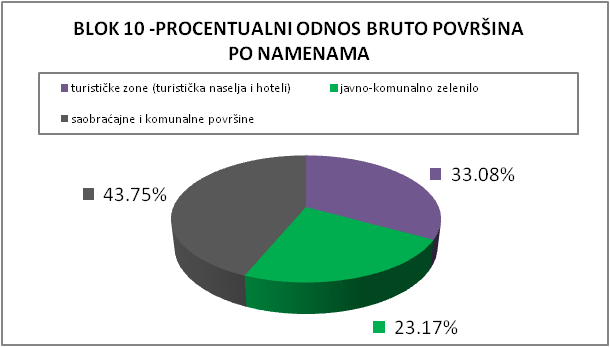 BLOK 10 -PROCENTUALNI ODNOS BRUTO POVRŠINA
PO NAMENAMA
turističke zone (turistička naselja i hoteli)
javno-komunalno zelenilo
saobraćajne i komunalne površine
33.08%
43.75%
23.17%